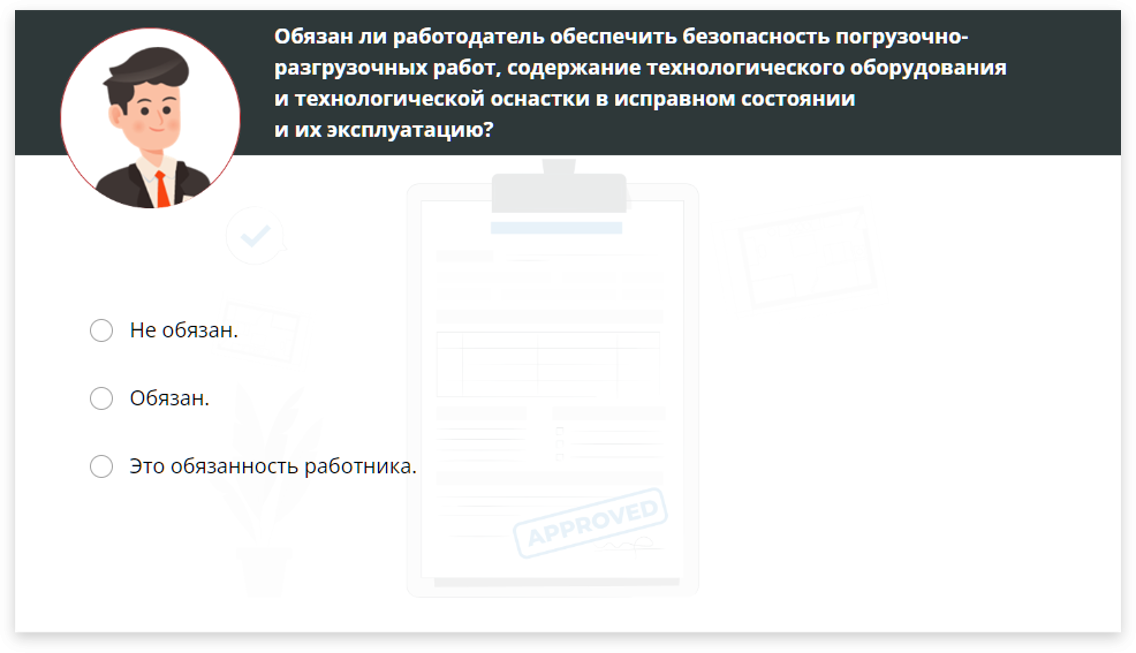 Обязан ли работодатель обеспечить безопасность погрузочно-
разгрузочных работ, содержание технологического оборудования
и технологической оснастки в исправном состоянии
и их эксплуатацию?
Не обязан.
Обязан.
Это обязанность работника.
APPROVED